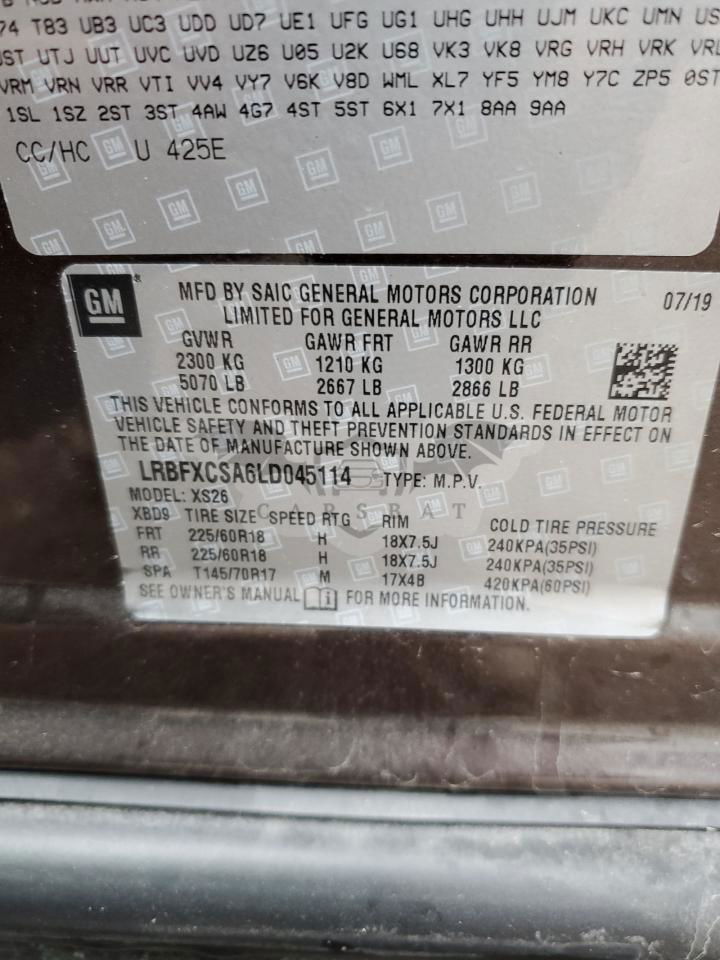 74 T83 UB3 UC3 UDD UD7 UE1 UFG UG1 UHG UHH UJM UKC UMN US
UST UTJ UUT UVC UVD UZ6 U05 U2K U68 VK3 VK8 VRG VRH VRK VRL
VRM VRN VRR VTI VV4 VY7 V6K V8D WML XL7 YF5 YM8 Y7C ZP5 0ST
1SL 1SZ 2ST 3ST 4AW 4G7 4ST 5ST 6X1 7X1 8AA 9AA
CC/HC U 425E
GM
MFD BY SAIC GENERAL MOTORS CORPORATION 07/19
LIMITED FOR GENERAL MOTORS LLC
GVWR GAWR FRT GAWR RR
2300 KG 1210 KG 1300 KG
5070 LB 2667 LB 2866 LB
THIS VEHICLE CONFORMS TO ALL APPLICABLE U.S. FEDERAL MOTOR
VEHICLE SAFETY AND THEFT PREVENTION STANDARDS IN EFFECT ON
THE DATE OF MANUFACTURE SHOWN ABOVE.
LRBFXCSA6LD045114 TYPE: M.P.V.
MODEL: XS26
CARSBAT
XBD9 TIRE SIZE SPEED RTG RIM COLD TIRE PRESSURE
FRT 225/60R18 H 18X7.5J 240KPA(35PSI)
RR 225/60R18 H 18X7.5J 240KPA(35PSI)
SPA T145/70R17 M 17X4B 420KPA(60PSI)
SEE OWNER'S MANUAL i FOR MORE INFORMATION.